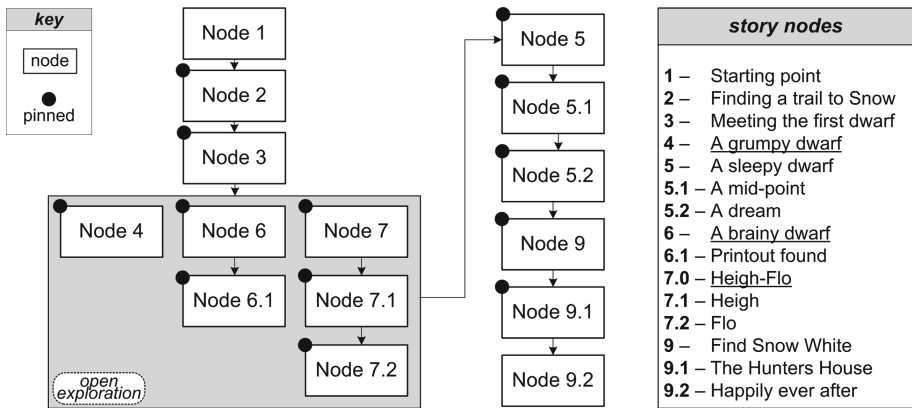 key
node
pinned
Node 1
Node 2
Node 3
Node 4
Node 6
Node 7
Node 6.1
Node 7.1
Node 7.2
open
exploration
Node 5
Node 5.1
Node 5.2
Node 9
Node 9.1
Node 9.2
story nodes
1 – Starting point
2 – Finding a trail to Snow
3 – Meeting the first dwarf
4 – A grumpy dwarf
5 – A sleepy dwarf
5.1 – A mid-point
5.2 – A dream
6 – A brainy dwarf
6.1 – Printout found
7.0 – Heigh-Flo
7.1 – Heigh
7.2 – Flo
9 – Find Snow White
9.1 – The Hunters House
9.2 – Happily ever after